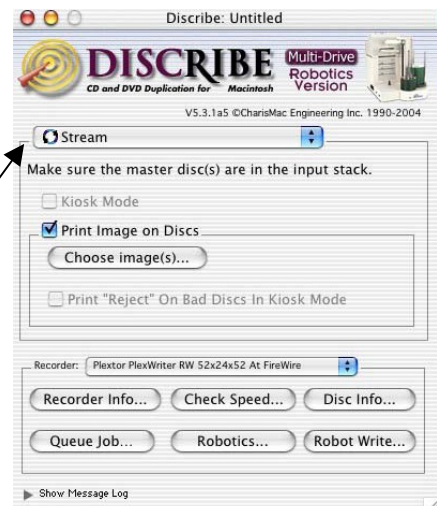 Discribe: Untitled
DISCRIBE
CD and DVD Duplication for Macintosh
Multi-Drive
Robotics
Version
V5.3.1a5 ©CharisMac Engineering Inc. 1990-2004
Stream
Make sure the master disc(s) are in the input stack.
Kiosk Mode
Print Image on Discs
Choose image(s)...
Print "Reject" On Bad Discs In Kiosk Mode
Recorder: Plextor PlexWriter RW 52x24x52 At FireWire
Recorder Info... Check Speed... Disc Info...
Queue Job... Robotics... Robot Write...
Show Message Log